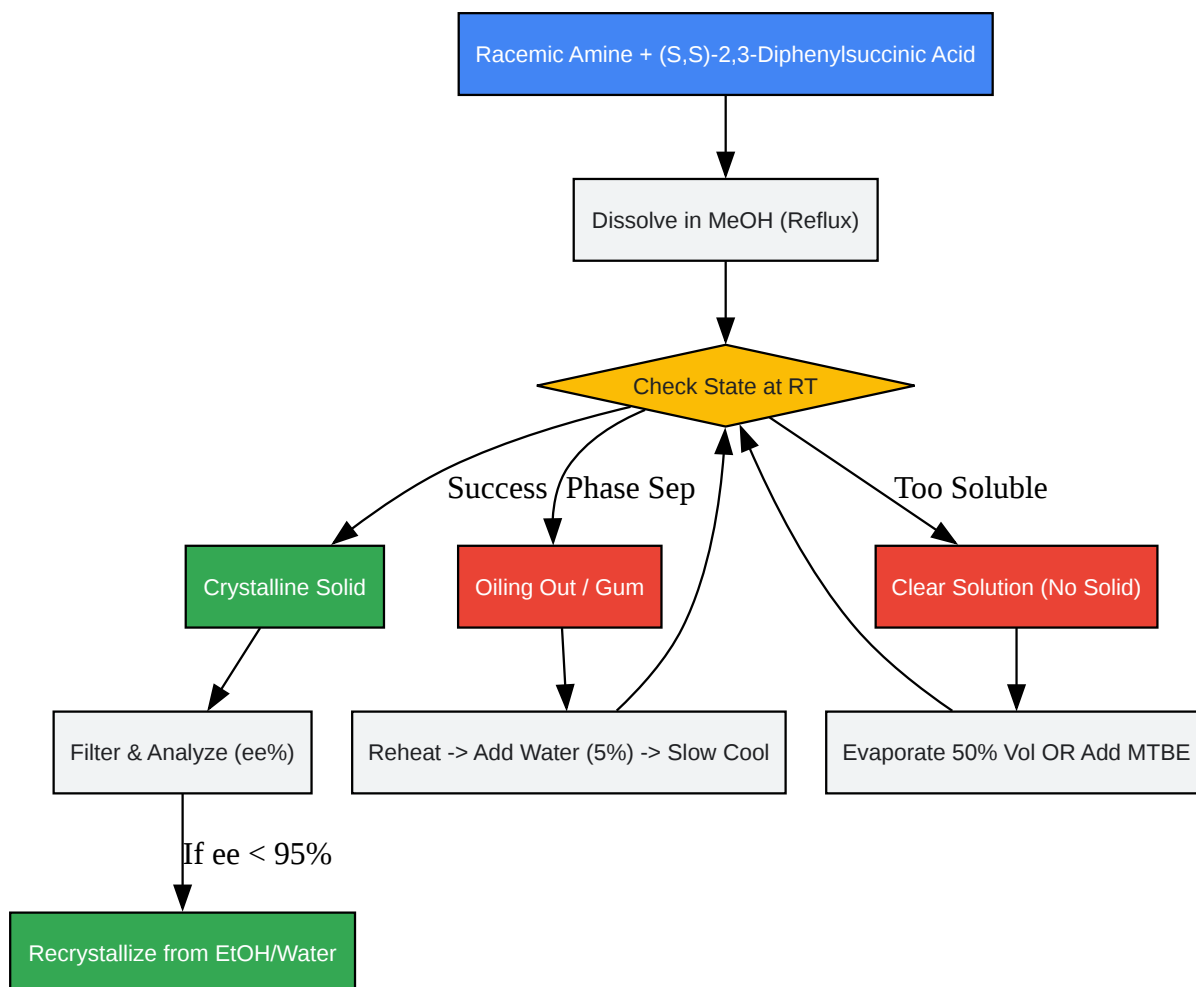 Racemic Amine + (S,S)-2,3-Diphenylsuccinic Acid
Dissolve in MeOH (Reflux)
Check State at RT
Success
Phase Sep
Too Soluble
Crystalline Solid
Oiling Out / Gum
Clear Solution (No Solid)
Filter & Analyze (ee%)
Reheat -> Add Water (5%) -> Slow Cool
Evaporate 50% Vol OR Add MTBE
If ee < 95%
Recrystallize from EtOH/Water